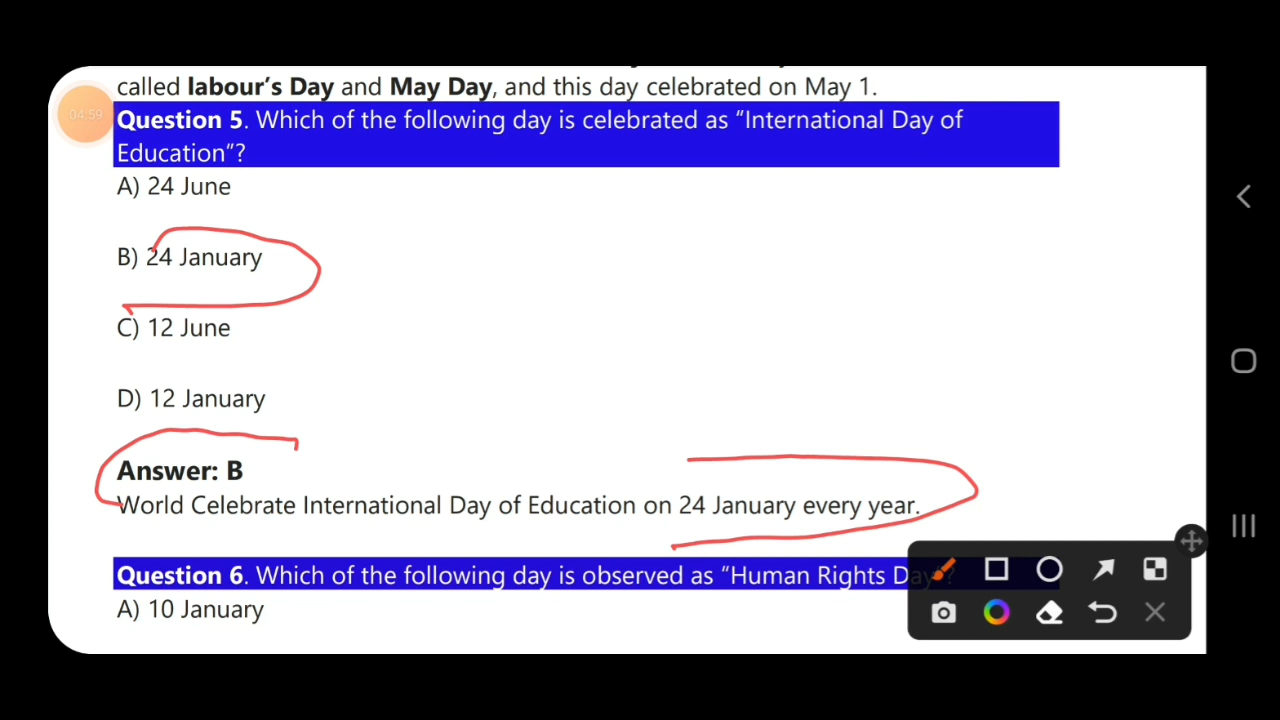 called labour's Day and May Day, and this day celebrated on May 1.
04:59
Question 5. Which of the following day is celebrated as “International Day of
Education”?
A) 24 June
B) 24 January
C) 12 June
D) 12 January
Answer: B
World Celebrate International Day of Education on 24 January every year.
Question 6. Which of the following day is observed as “Human Rights Day”?
A) 10 January